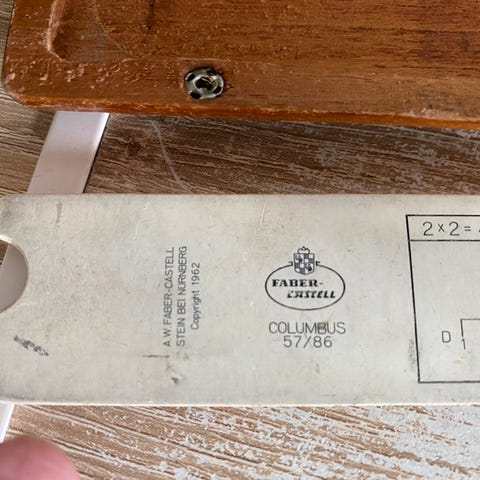 A.W. FABER-CASTELL
STEIN BEI NÜRNBERG
Copyright 1962
FABER-
CASTELL
COLUMBUS
57/86
2 x 2 =
D 1